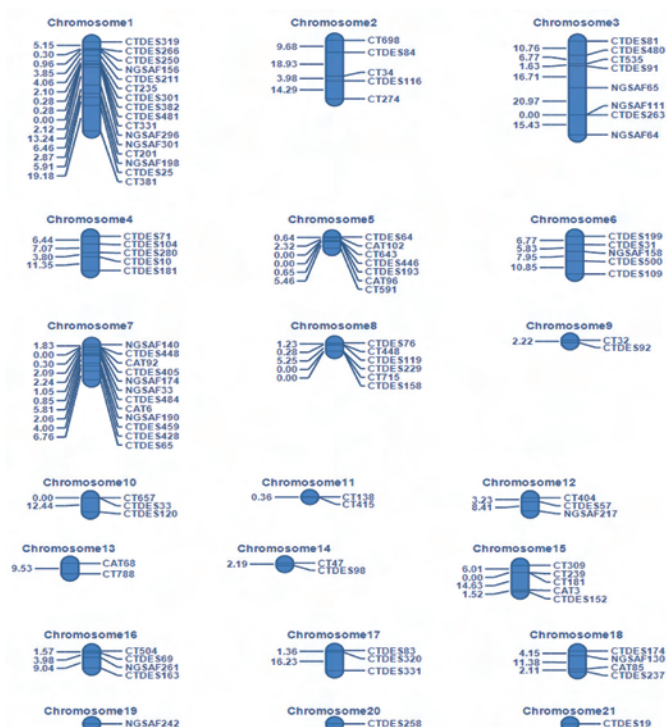 Chromosome1
5.15
0.30
0.96
3.85
4.06
2.10
0.28
0.28
0.00
2.12
13.24
6.46
2.87
5.91
19.18
CTDES319
CTDES266
CTDES250
NGSAF156
CTDES211
CT235
CTDES301
CTDES382
CTDES481
CT331
NGSAF296
NGSAF301
CT201
NGSAF198
CTDES25
CT381
Chromosome2
9.68
18.93
3.98
14.29
CT698
CTDES84
CT34
CTDES116
CT274
Chromosome3
10.76
6.77
1.63
16.71
20.97
0.00
15.43
CTDES81
CTDES480
CT535
CTDES91
NGSAF65
NGSAF111
CTDES263
NGSAF64
Chromosome4
6.44
7.07
3.80
11.35
CTDES71
CTDES104
CTDES280
CTDES10
CTDES181
Chromosome5
0.64
2.32
0.00
0.00
0.65
5.46
CTDES64
CAT102
CT643
CTDES446
CTDES193
CAT96
CT591
Chromosome6
6.77
5.83
7.95
10.85
CTDES199
CTDES31
NGSAF158
CTDES500
CTDES109
Chromosome7
1.83
0.00
0.30
2.09
2.24
1.05
0.85
5.81
2.06
4.00
6.76
NGSAF140
CTDES448
CAT92
CTDES405
NGSAF174
NGSAF33
CTDES484
CAT6
NGSAF190
CTDES459
CTDES428
CTDES65
Chromosome8
1.23
0.28
5.25
0.00
0.00
CTDES76
CT448
CTDES119
CTDES229
CT715
CTDES158
Chromosome9
2.22
CT32
CTDES92
Chromosome10
0.00
12.44
CT657
CTDES33
CTDES120
Chromosome11
0.36
CT138
CT415
Chromosome12
3.23
8.41
CT404
CTDES57
NGSAF217
Chromosome13
9.53
CAT68
CT788
Chromosome14
2.19
CT47
CTDES98
Chromosome15
6.01
0.00
14.63
1.52
CT309
CT239
CT181
CAT3
CTDES152
Chromosome16
1.57
3.98
9.04
CT504
CTDES69
NGSAF261
CTDES163
Chromosome17
1.36
16.23
CTDES83
CTDES320
CTDES331
Chromosome18
4.15
11.38
2.11
CTDES174
NGSAF130
CAT85
CTDES237
Chromosome19
NGSAF242
Chromosome20
CTDES258
Chromosome21
CTDES19